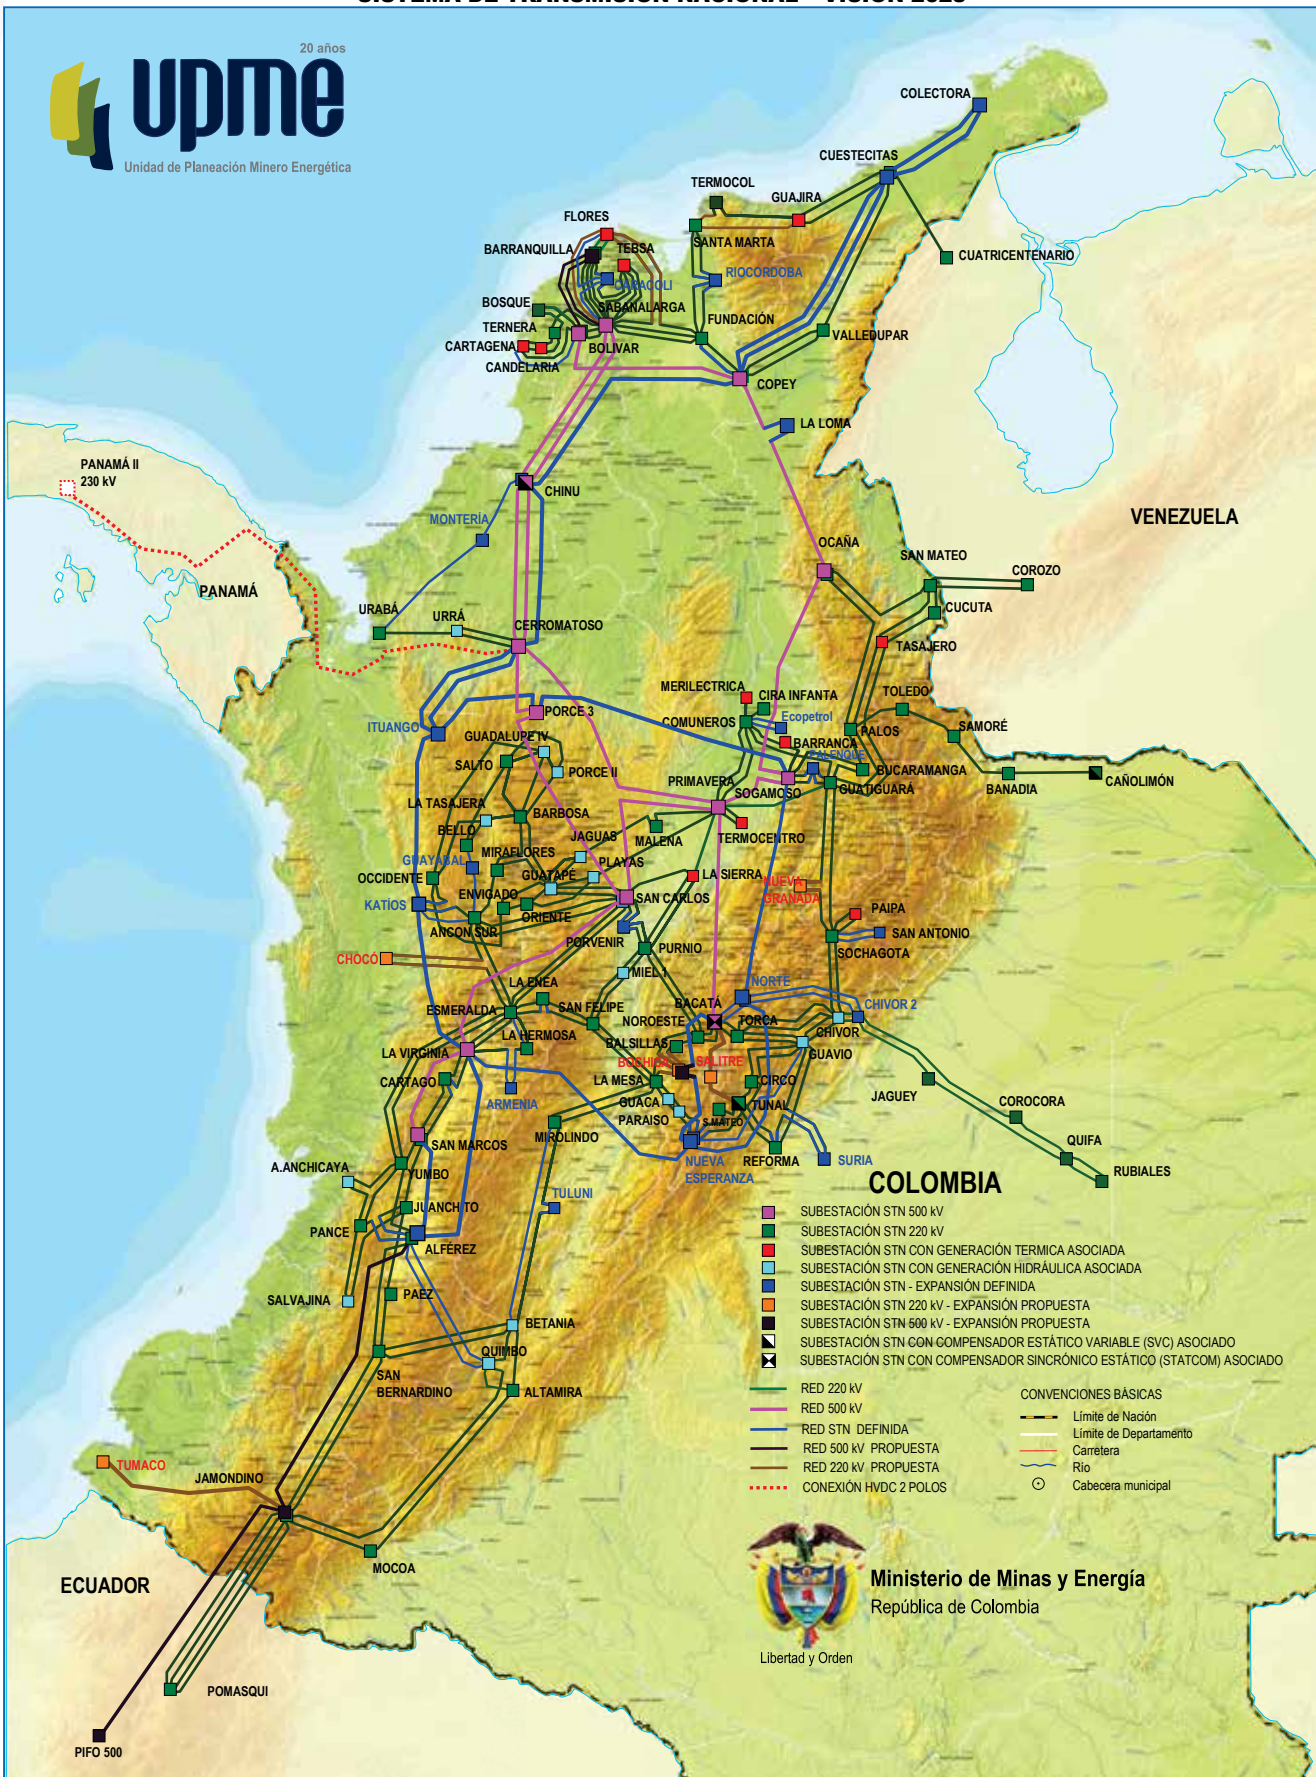 SISTEMA DE TRANSMISIÓN NACIONAL - VISIÓN 2028
20 años
upme
Unidad de Planeación Minero Energética
COLECTORA
CUESTECITAS
TERMOCOL
GUAJIRA
FLORES
SANTA MARTA
BARRANQUILLA
TEBSA
CUATRICENTENARIO
RIOCORDOBA
CARACOLI
BOSQUE
SABANALARGA
TERNERA
FUNDACIÓN
VALLEDUPAR
CARTAGENA
BOLIVAR
CANDELARIA
COPEY
LA LOMA
PANAMÁ II
230 kV
CHINU
MONTERÍA
VENEZUELA
OCAÑA
SAN MATEO
COROZO
PANAMÁ
URABÁ
URRÁ
CUCUTA
CERROMATOSO
TASAJERO
MERILECTRICA
CIRA INFANTA
TOLEDO
ITUANGO
PORCE 3
COMUNEROS
Ecopetrol
PALOS
SAMORÉ
GUADALUPE IV
BARRANCA
SALTO
PORCE II
PALENQUE
BUCARAMANGA
CAÑOLIMÓN
PRIMAVERA
SOGAMOSO
GUATIGUARÁ
BANADIA
LA TASAJERA
BARBOSA
BELLO
JAGUAS
MALENA
TERMOCENTRO
MIRAFLORES
GUAYABAL
PLAYAS
GUATAPÉ
OCCIDENTE
LA SIERRA
NUEVA
GRANADA
ENVIGADO
SAN CARLOS
KATÍOS
ORIENTE
PAIPA
ANCON SUR
SAN ANTONIO
PORVENIR
PURNIO
SOCHAGOTA
CHOCÓ
MIEL 1
LA ENEA
NORTE
SAN FELIPE
BACATÁ
CHIVOR 2
ESMERALDA
NOROESTE
TORCA
CHIVOR
LA HERMOSA
BALSILLAS
GUAVIO
LA VIRGINIA
BOCHICA
SALITRE
CARTAGO
LA MESA
CIRCO
ARMENIA
GUACA
TUNAL
JAGUEY
PARAISO
COROCORA
S.MATEO
MIROLINDO
SAN MARCOS
QUIFA
NUEVA
ESPERANZA
REFORMA
SURIA
A.ANCHICAYA
YUMBO
RUBIALES
COLOMBIA
TULUNI
JUANCHITO
SUBESTACIÓN STN 500 kV
PANCE
SUBESTACIÓN STN 220 kV
ALFÉREZ
SUBESTACIÓN STN CON GENERACIÓN TERMICA ASOCIADA
SUBESTACIÓN STN CON GENERACIÓN HIDRÁULICA ASOCIADA
SUBESTACIÓN STN - EXPANSIÓN DEFINIDA
PAEZ
SALVAJINA
SUBESTACIÓN STN 220 kV - EXPANSIÓN PROPUESTA
BETANIA
SUBESTACIÓN STN 500 kV - EXPANSIÓN PROPUESTA
SUBESTACIÓN STN CON COMPENSADOR ESTÁTICO VARIABLE (SVC) ASOCIADO
QUIMBO
SUBESTACIÓN STN CON COMPENSADOR SINCRÓNICO ESTÁTICO (STATCOM) ASOCIADO
SAN
BERNARDINO
ALTAMIRA
RED 220 kV
CONVENCIONES BÁSICAS
RED 500 kV
Límite de Nación
RED STN DEFINIDA
Límite de Departamento
RED 500 kV PROPUESTA
Carretera
RED 220 kV PROPUESTA
Río
CONEXIÓN HVDC 2 POLOS
Cabecera municipal
TUMACO
JAMONDINO
MOCOA
ECUADOR
Ministerio de Minas y Energía
República de Colombia
Libertad y Orden
POMASQUI
PIFO 500